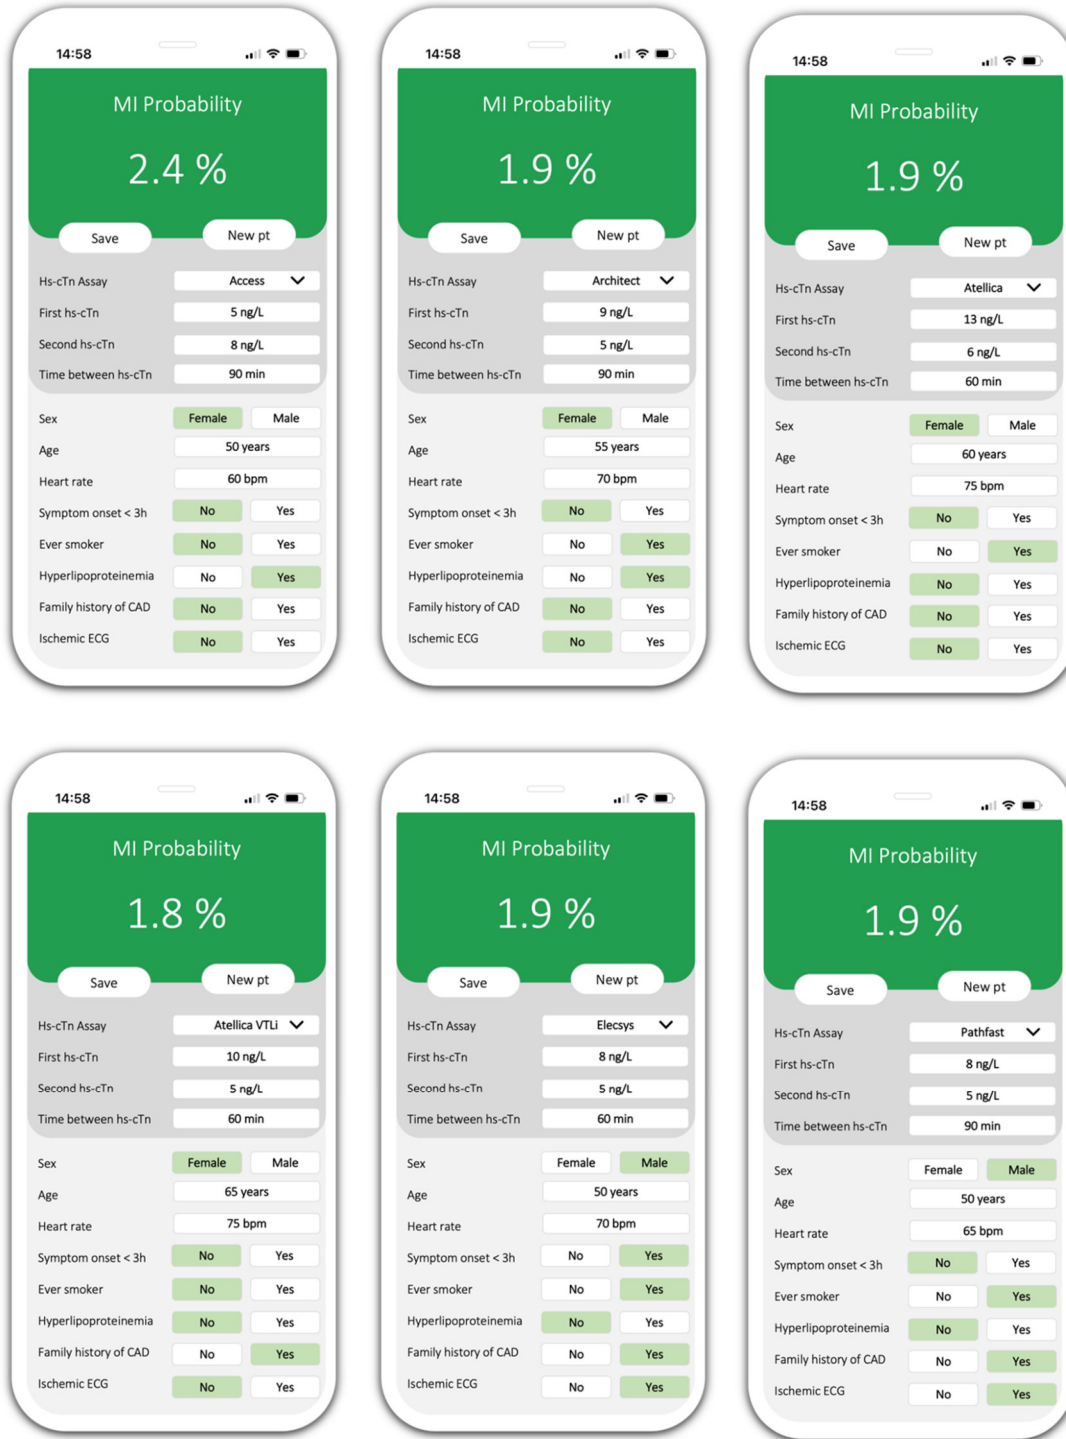 14:58
MI Probability
2.4 %
Save New pt
Hs-cTn Assay Access
First hs-cTn 5 ng/L
Second hs-cTn 8 ng/L
Time between hs-cTn 90 min
Sex Female Male
Age 50 years
Heart rate 60 bpm
Symptom onset < 3h No Yes
Ever smoker No Yes
Hyperlipoproteinemia No Yes
Family history of CAD No Yes
Ischemic ECG No Yes
14:58
MI Probability
1.9 %
Save New pt
Hs-cTn Assay Architect
First hs-cTn 9 ng/L
Second hs-cTn 5 ng/L
Time between hs-cTn 90 min
Sex Female Male
Age 55 years
Heart rate 70 bpm
Symptom onset < 3h No Yes
Ever smoker No Yes
Hyperlipoproteinemia No Yes
Family history of CAD No Yes
Ischemic ECG No Yes
14:58
MI Probability
1.9 %
Save New pt
Hs-cTn Assay Atellica
First hs-cTn 13 ng/L
Second hs-cTn 6 ng/L
Time between hs-cTn 60 min
Sex Female Male
Age 60 years
Heart rate 75 bpm
Symptom onset < 3h No Yes
Ever smoker No Yes
Hyperlipoproteinemia No Yes
Family history of CAD No Yes
Ischemic ECG No Yes
14:58
MI Probability
1.8 %
Save New pt
Hs-cTn Assay Atellica VTLi
First hs-cTn 10 ng/L
Second hs-cTn 5 ng/L
Time between hs-cTn 60 min
Sex Female Male
Age 65 years
Heart rate 75 bpm
Symptom onset < 3h No Yes
Ever smoker No Yes
Hyperlipoproteinemia No Yes
Family history of CAD No Yes
Ischemic ECG No Yes
14:58
MI Probability
1.9 %
Save New pt
Hs-cTn Assay Elecsys
First hs-cTn 8 ng/L
Second hs-cTn 5 ng/L
Time between hs-cTn 60 min
Sex Female Male
Age 50 years
Heart rate 70 bpm
Symptom onset < 3h No Yes
Ever smoker No Yes
Hyperlipoproteinemia No Yes
Family history of CAD No Yes
Ischemic ECG No Yes
14:58
MI Probability
1.9 %
Save New pt
Hs-cTn Assay Pathfast
First hs-cTn 8 ng/L
Second hs-cTn 5 ng/L
Time between hs-cTn 90 min
Sex Female Male
Age 50 years
Heart rate 65 bpm
Symptom onset < 3h No Yes
Ever smoker No Yes
Hyperlipoproteinemia No Yes
Family history of CAD No Yes
Ischemic ECG No Yes